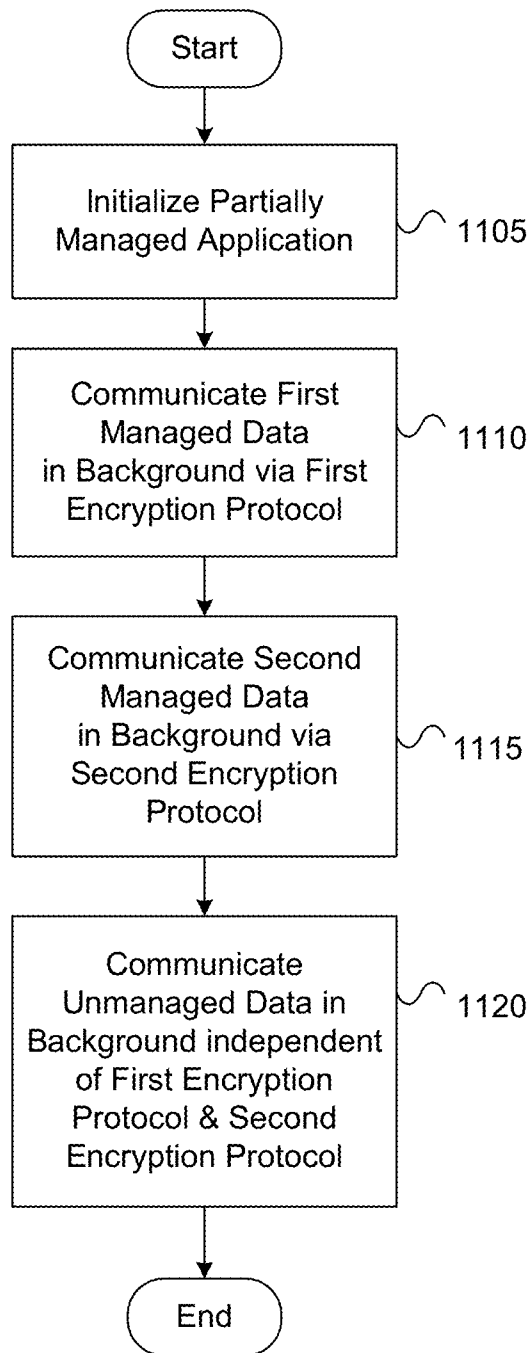 Start
Initialize Partially
Managed Application
1105
Communicate First
Managed Data
in Background via First
Encryption Protocol
1110
Communicate Second
Managed Data
in Background via
Second Encryption
Protocol
1115
Communicate
Unmanaged Data in
Background independent
of First Encryption
Protocol & Second
Encryption Protocol
1120
End